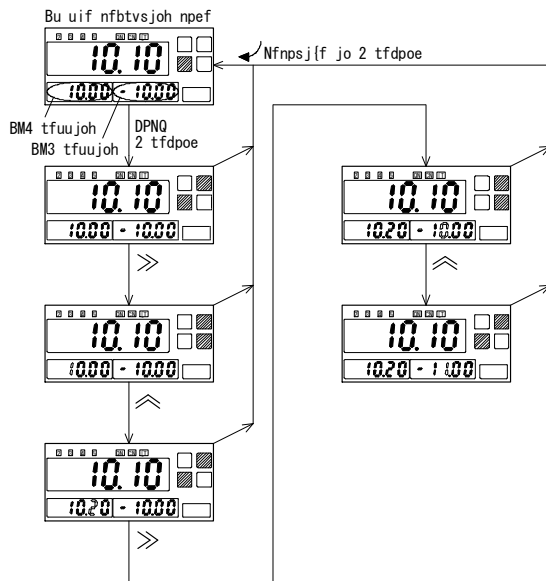 Bu uif nfbtvsjoh npef
10.10
10.00 - 10.00
Nfnpsj{f jo 2 tfdpoe
BM4 tfuujoh
BM3 tfuujoh
DPNQ
2 tfdpoe
10.10
10.00 - 10.00
10.10
10.00 - 10.00
10.10
10.20 - 10.00
10.10
10.20 - 10.00
10.10
10.20 - 11.00